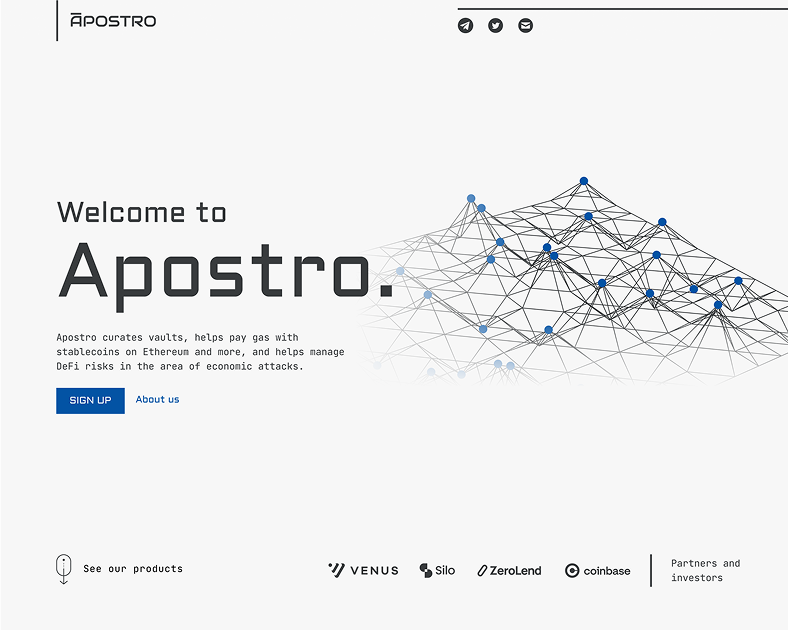 ĀPOSTRO
Welcome to
Apostro.
Apostro curates vaults, helps pay gas with
stablecoins on Ethereum and more, and helps manage
DeFi risks in the area of economic attacks.
SIGN UP
About us
See our products
VENUS
Silo
ZeroLend
coinbase
Partners and
investors